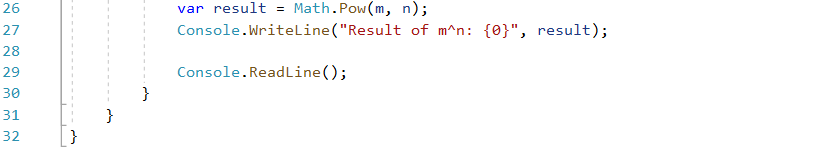 26 var result = Math.Pow(m, n);
27 Console.WriteLine("Result of m^n: {0}", result);
28
29 Console.ReadLine();
30 }
31 }
32 }